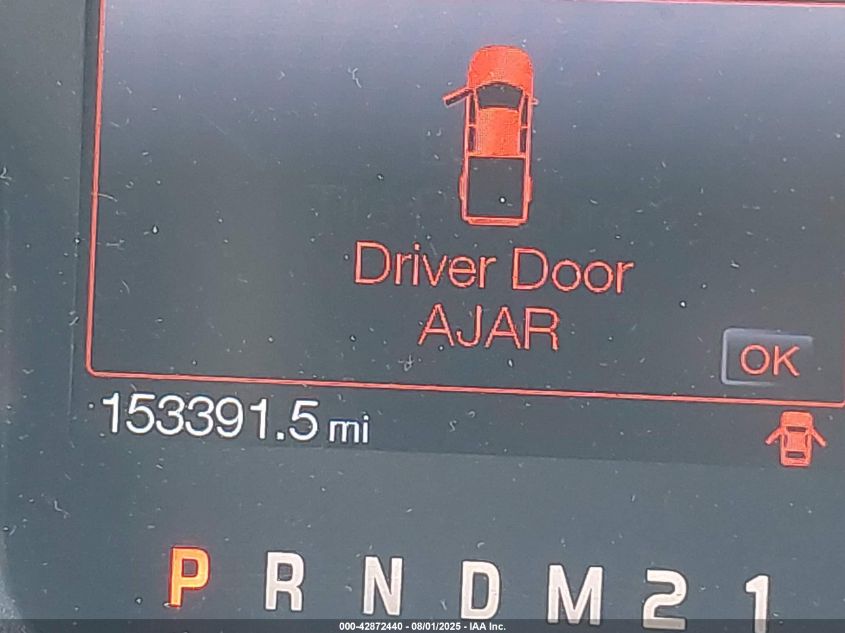 Driver Door
AJAR
OK
153391.5 mi
P R N D M 2 1
000-42872440 - 08/01/2025 - IAA Inc.